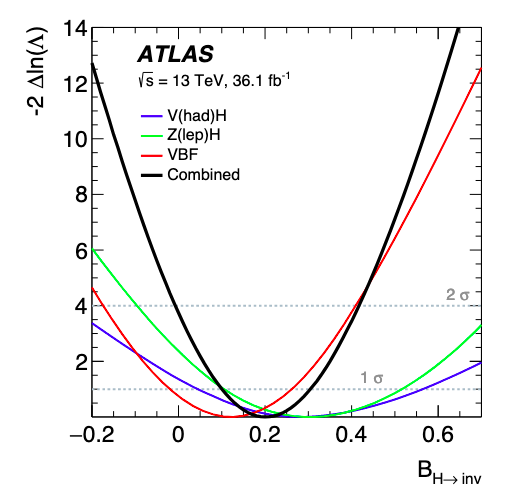 -2 Δln(Λ)
ATLAS
√s = 13 TeV, 36.1 fb⁻¹
V(had)H
Z(lep)H
VBF
Combined
14
12
10
8
6
4
2
2 σ
1 σ
−0.2 0 0.2 0.4 0.6
B_H→ inv